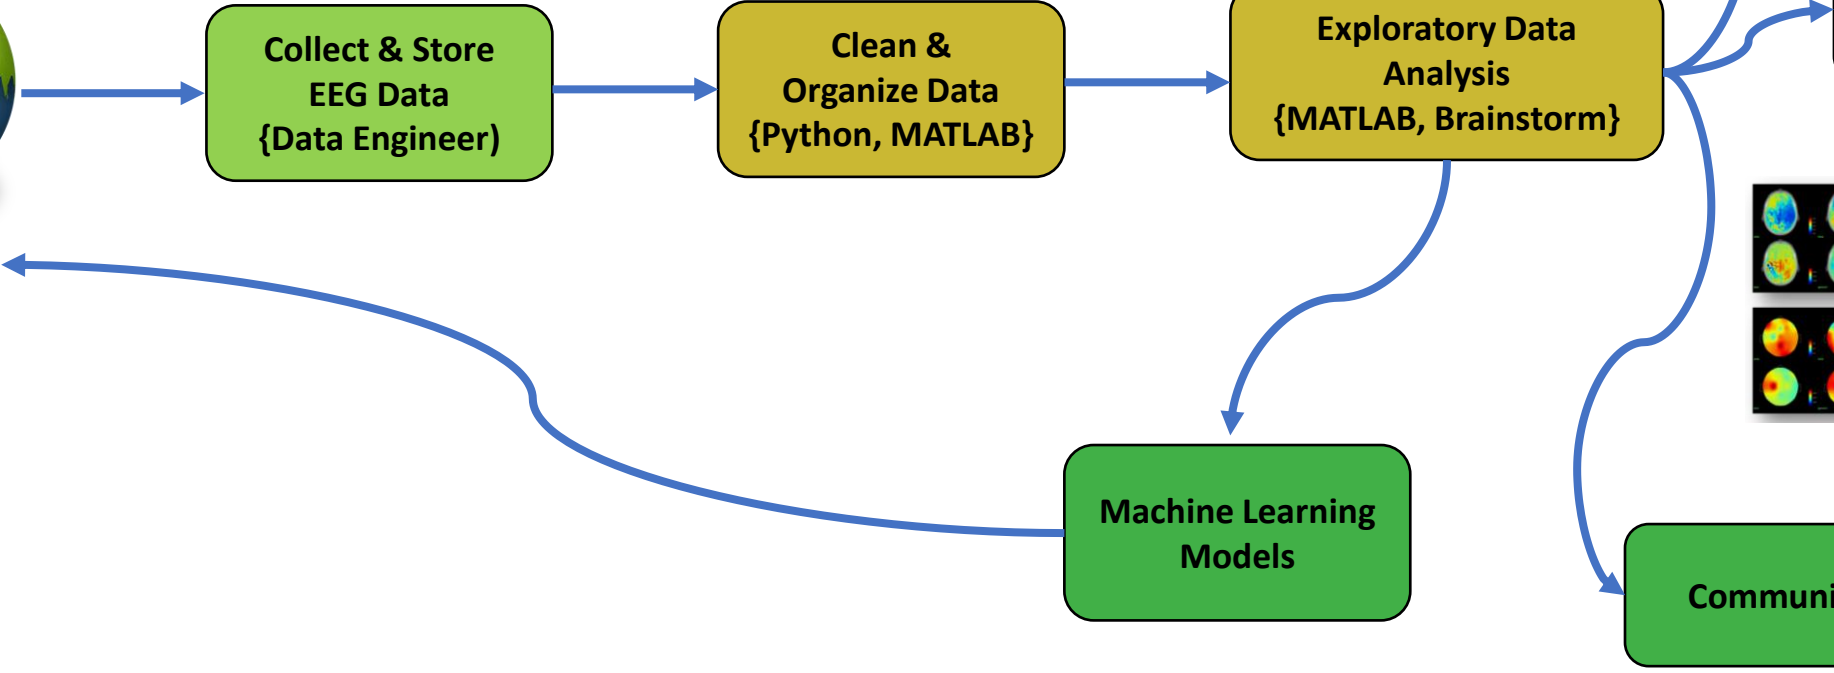 Collect & Store
EEG Data
{Data Engineer)
Clean &
Organize Data
{Python, MATLAB}
Exploratory Data
Analysis
{MATLAB, Brainstorm}
Machine Learning
Models